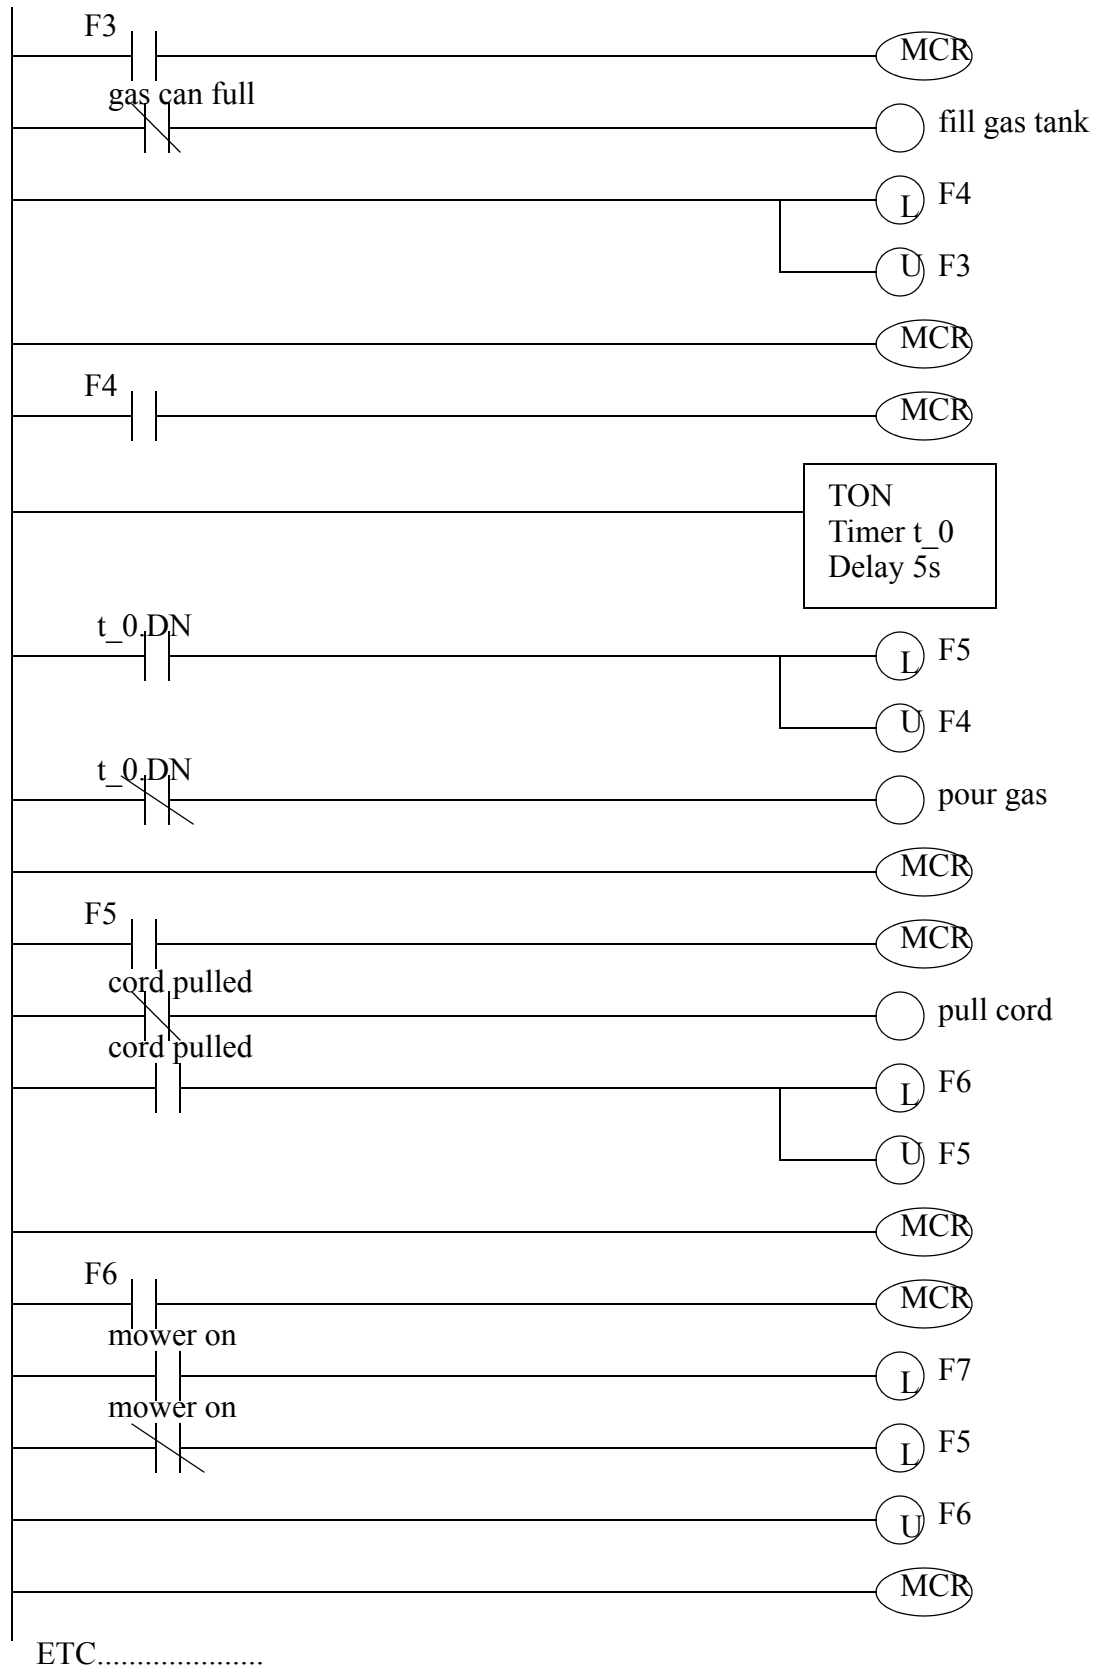 F3
MCR
gas can full
fill gas tank
L F4
U F3
MCR
F4
MCR
TON
Timer t_0
Delay 5s
t_0.DN
L F5
U F4
t_0.DN
pour gas
MCR
F5
MCR
cord pulled
pull cord
cord pulled
L F6
U F5
MCR
F6
MCR
mower on
L F7
mower on
L F5
U F6
MCR
ETC.....................